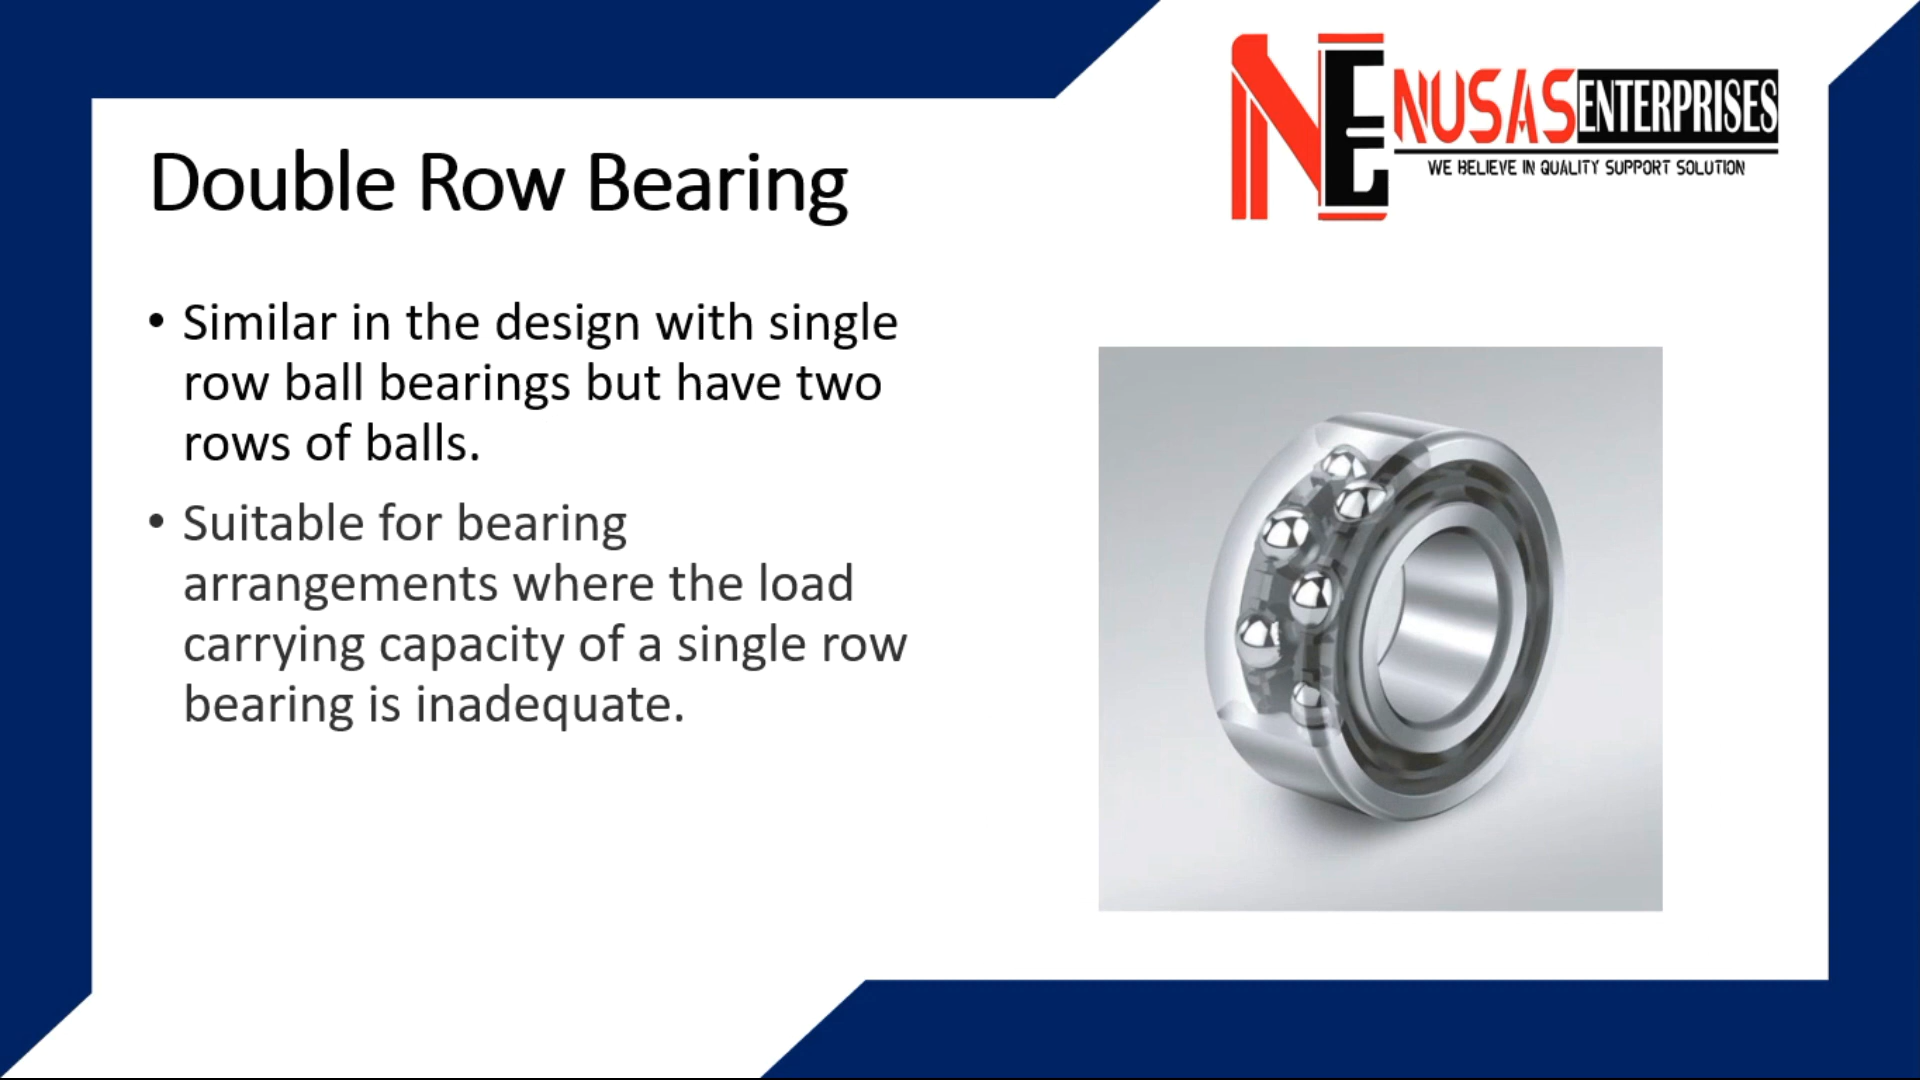 NE NUSAS ENTERPRISES
WE BELIEVE IN QUALITY SUPPORT SOLUTION
Double Row Bearing
• Similar in the design with single
row ball bearings but have two
rows of balls.
• Suitable for bearing
arrangements where the load
carrying capacity of a single row
bearing is inadequate.